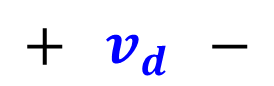 + v_d −